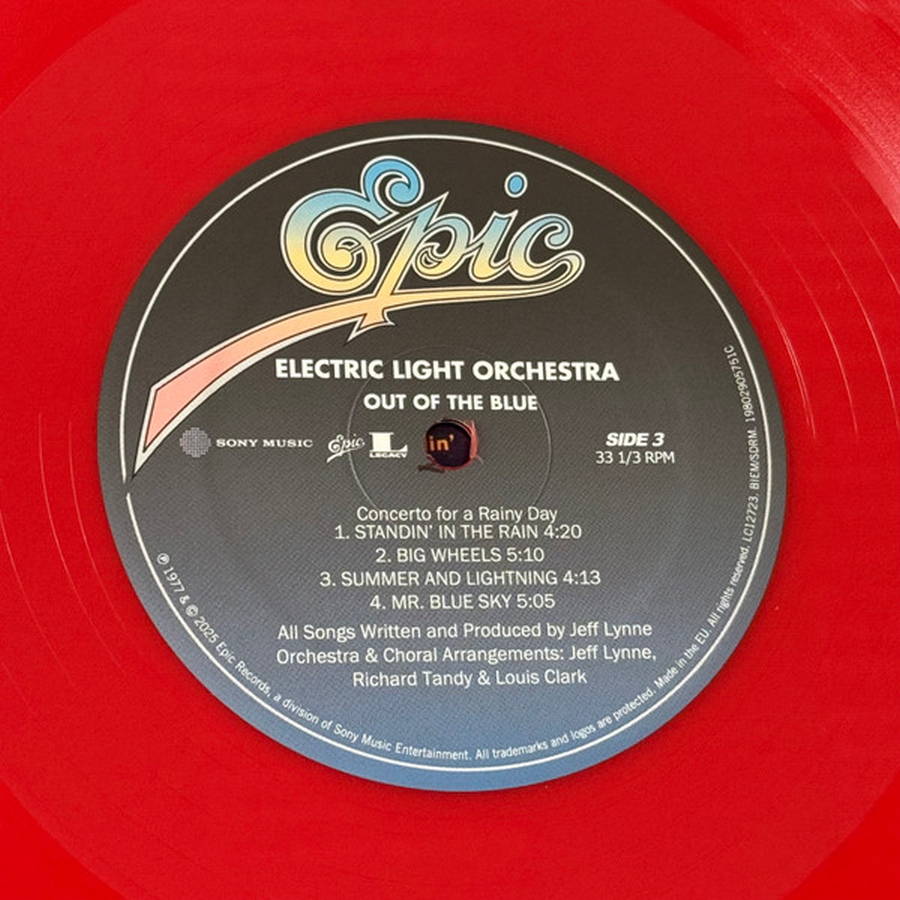 Epic
ELECTRIC LIGHT ORCHESTRA
OUT OF THE BLUE
SONY MUSIC Epic L LEGACY
in'
SIDE 3
33 1/3 RPM
Concerto for a Rainy Day
1. STANDIN' IN THE RAIN 4:20
2. BIG WHEELS 5:10
3. SUMMER AND LIGHTNING 4:13
4. MR. BLUE SKY 5:05
All Songs Written and Produced by Jeff Lynne
Orchestra & Choral Arrangements: Jeff Lynne,
Richard Tandy & Louis Clark
℗ 1977 & © 2025 Epic Records, a division of Sony Music Entertainment. All trademarks and logos are protected. Made in the EU. All rights reserved. LC12723. BIEM/SDRM. 19802905751C